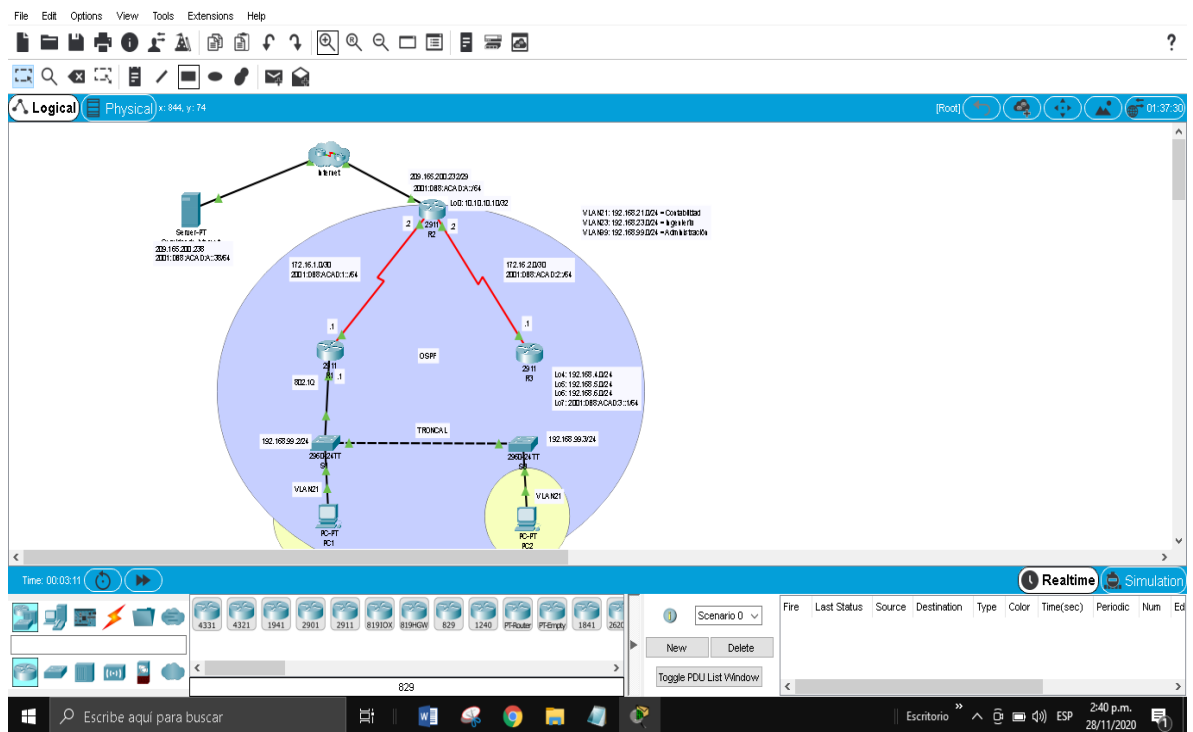 File Edit Options View Tools Extensions Help
?
Logical Physical x: 844, y: 74 [Root] 01:37:30
Internet
209.165.200.232/29
2001:DB8:ACAD:A::/64
Lo0: 10.10.10.10/32
Server-PT
209.165.200.238
2001:DB8:ACAD:A::38/64
2 2911 2
R2
VLAN21: 192.168.21.0/24 = Contabilidad
VLAN23: 192.168.23.0/24 = Ingeniería
VLAN99: 192.168.99.0/24 = Administración
172.16.1.0/30
2001:DB8:ACAD:1::/64
172.16.2.0/30
2001:DB8:ACAD:2::/64
.1
.1
2911
R1 .1
802.1Q
OSPF
2911
R3
Lo4: 192.168.4.0/24
Lo5: 192.168.5.0/24
Lo6: 192.168.6.0/24
Lo7: 2001:DB8:ACAD:3::1/64
TRONCAL
192.168.99.2/24
192.168.99.3/24
2960-24TT
S1
2960-24TT
S3
VLAN21
VLAN21
PC-PT
PC1
PC-PT
PC2
Time: 00:03:11 Realtime Simulation
4331 4321 1941 2901 2911 819IOX 819HGW 829 1240 PT-Router PT-Empty 1841
829
Scenario 0
New Delete
Toggle PDU List Window
Fire Last Status Source Destination Type Color Time(sec) Periodic Num Ed
Escribe aquí para buscar
Escritorio » ESP 2:40 p.m.
28/11/2020
1